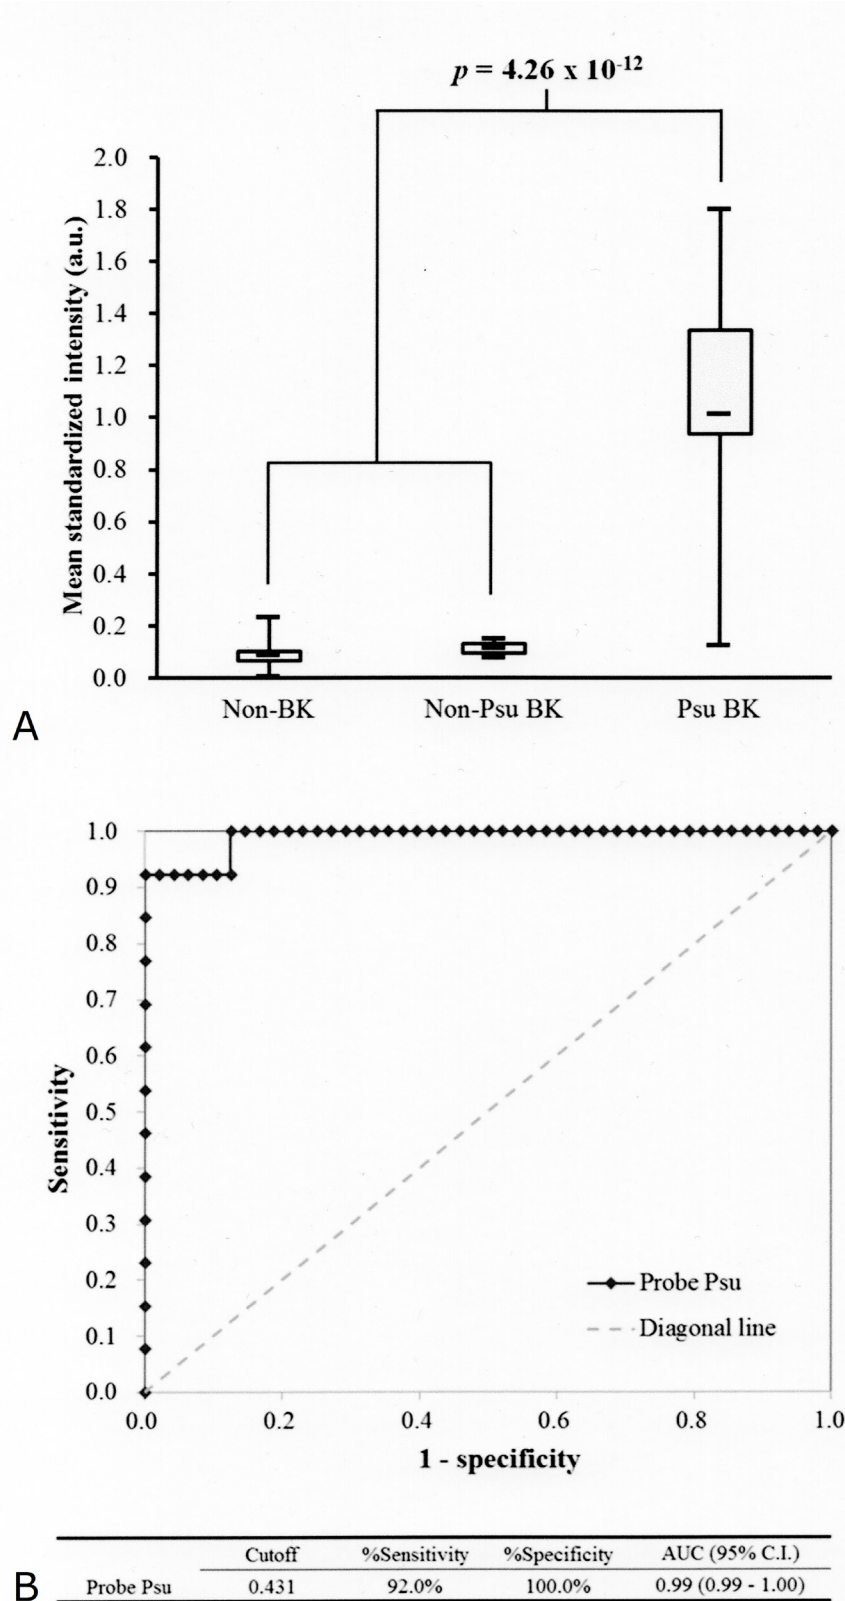 p = 4.26 x 10-12
Mean standardized intensity (a.u.)
2.0
1.8
1.6
1.4
1.2
1.0
0.8
0.6
0.4
0.2
0.0
Non-BK Non-Psu BK Psu BK
A
Sensitivity
1.0
0.9
0.8
0.7
0.6
0.5
0.4
0.3
0.2
0.1
0.0
Probe Psu
Diagonal line
0.0 0.2 0.4 0.6 0.8 1.0
1 - specificity
Cutoff %Sensitivity %Specificity AUC (95% C.I.)
Probe Psu 0.431 92.0% 100.0% 0.99 (0.99 - 1.00)
B